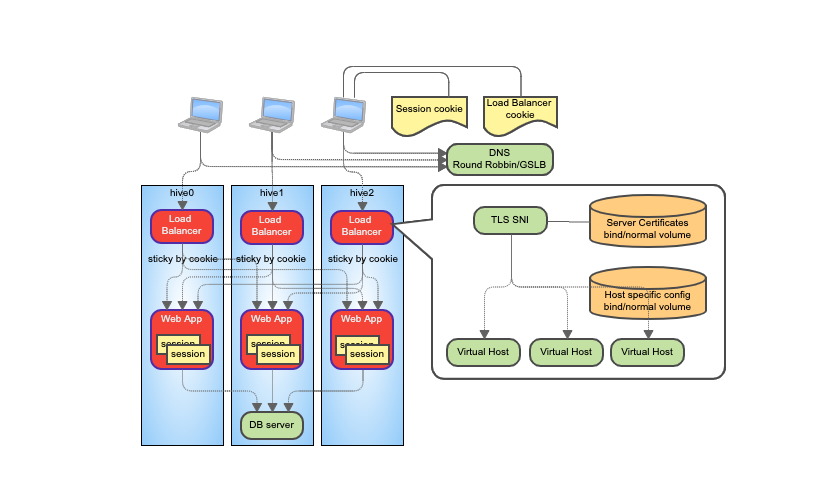 Session cookie
Load Balancer
cookie
DNS
Round Robbin/GSLB
hive0
hive1
hive2
Load
Balancer
Load
Balancer
Load
Balancer
TLS SNI
Server Certificates
bind/normal volume
sticky by cookie
sticky by cookie
sticky by cookie
Host specific config
bind/normal volume
Web App
Web App
Web App
session
session
session
session
session
session
Virtual Host
Virtual Host
Virtual Host
DB server